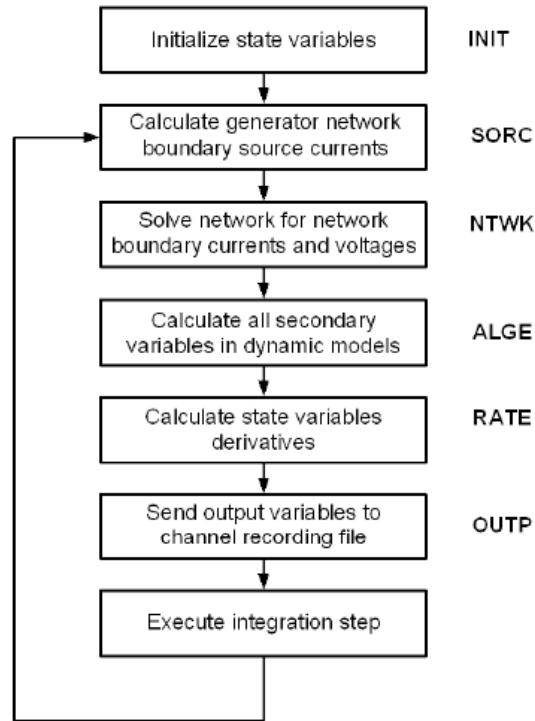 Initialize state variables
INIT
Calculate generator network
boundary source currents
SORC
Solve network for network
boundary currents and voltages
NTWK
Calculate all secondary
variables in dynamic models
ALGE
Calculate state variables
derivatives
RATE
Send output variables to
channel recording file
OUTP
Execute integration step